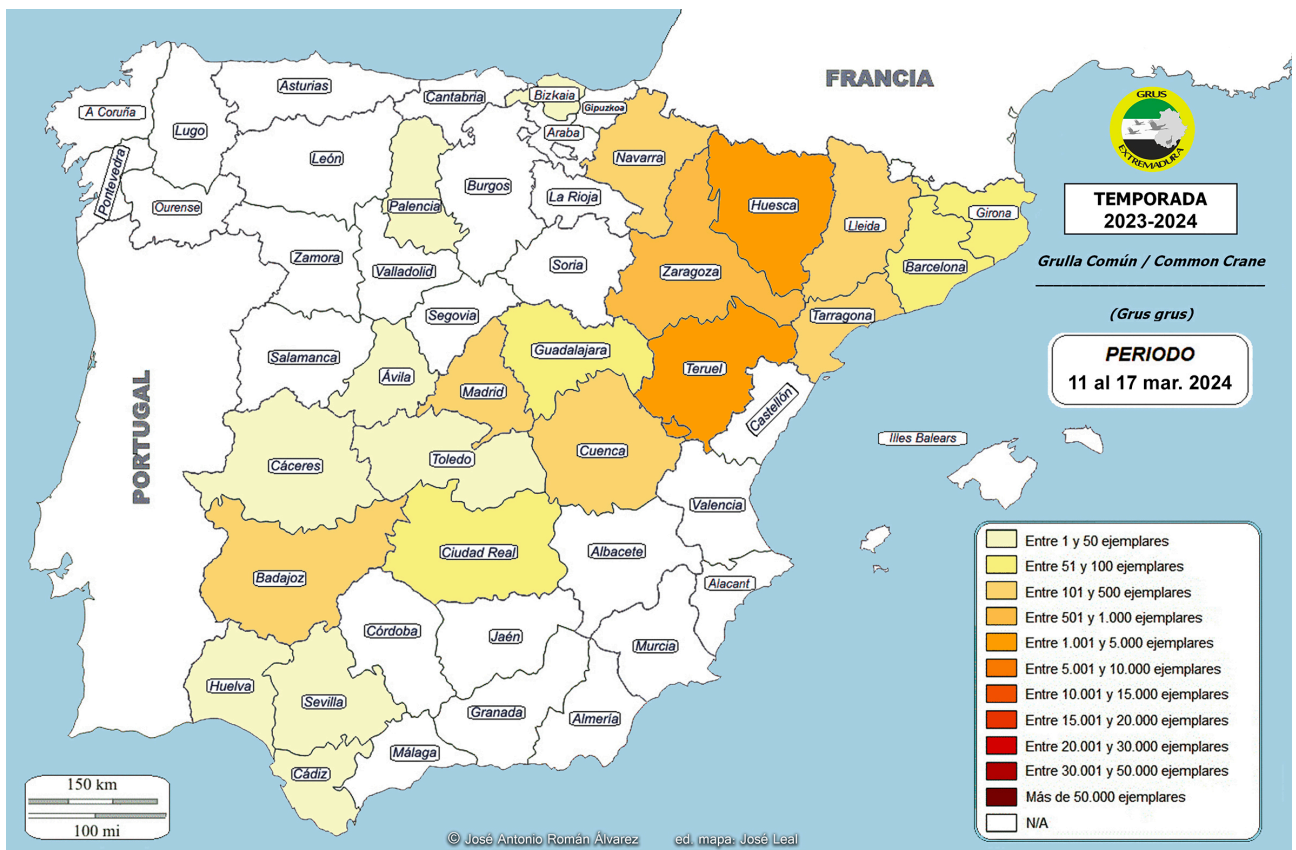 FRANCIA
GRUS
EXTREMADURA
TEMPORADA
2023-2024
Grulla Común / Common Crane
(Grus grus)
PERIODO
11 al 17 mar. 2024
A Coruña
Lugo
Asturias
Cantabria
Bizkaia
Gipuzkoa
Araba
Pontevedra
Ourense
León
Palencia
Burgos
La Rioja
Navarra
Huesca
Lleida
Girona
Barcelona
Zamora
Valladolid
Soria
Zaragoza
Tarragona
Segovia
Salamanca
Ávila
Madrid
Guadalajara
Teruel
Castellón
Illes Balears
PORTUGAL
Cáceres
Toledo
Cuenca
Valencia
Badajoz
Ciudad Real
Albacete
Alacant
Huelva
Sevilla
Córdoba
Jaén
Murcia
Cádiz
Málaga
Granada
Almería
Entre 1 y 50 ejemplares
Entre 51 y 100 ejemplares
Entre 101 y 500 ejemplares
Entre 501 y 1.000 ejemplares
Entre 1.001 y 5.000 ejemplares
Entre 5.001 y 10.000 ejemplares
Entre 10.001 y 15.000 ejemplares
Entre 15.001 y 20.000 ejemplares
Entre 20.001 y 30.000 ejemplares
Entre 30.001 y 50.000 ejemplares
Más de 50.000 ejemplares
N/A
150 km
100 mi
© José Antonio Román Álvarez ed. mapa: José Leal